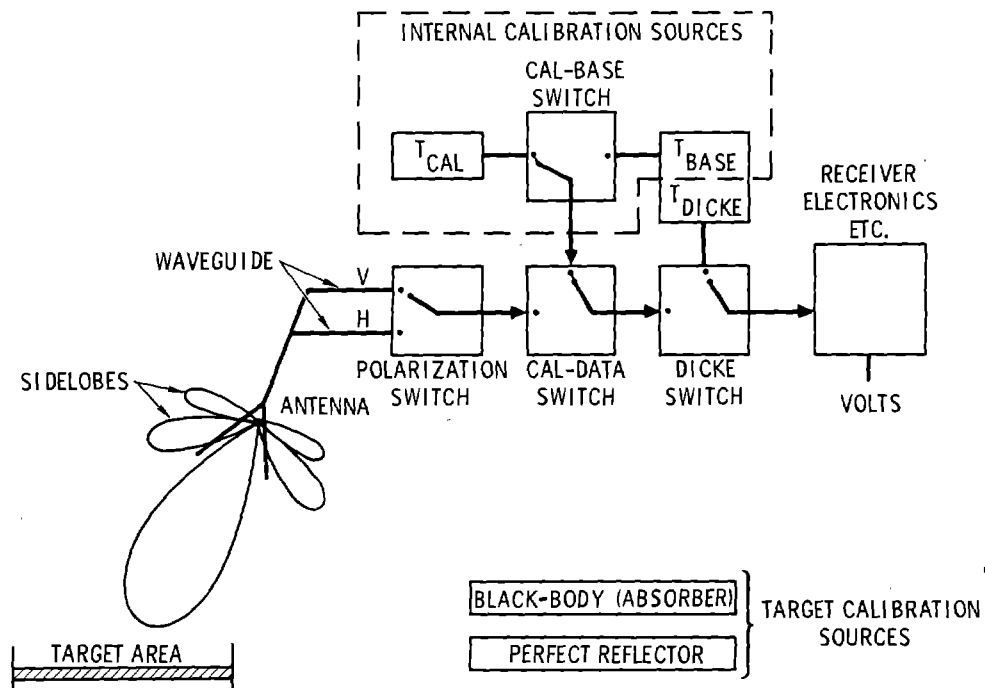 INTERNAL CALIBRATION SOURCES
CAL-BASE
SWITCH
T CAL
T BASE
T DICKE
RECEIVER
ELECTRONICS
ETC.
WAVEGUIDE
V
H
POLARIZATION
SWITCH
CAL-DATA
SWITCH
DICKE
SWITCH
VOLTS
SIDELOBES
ANTENNA
BLACK-BODY (ABSORBER)
PERFECT REFLECTOR
TARGET CALIBRATION
SOURCES
TARGET AREA